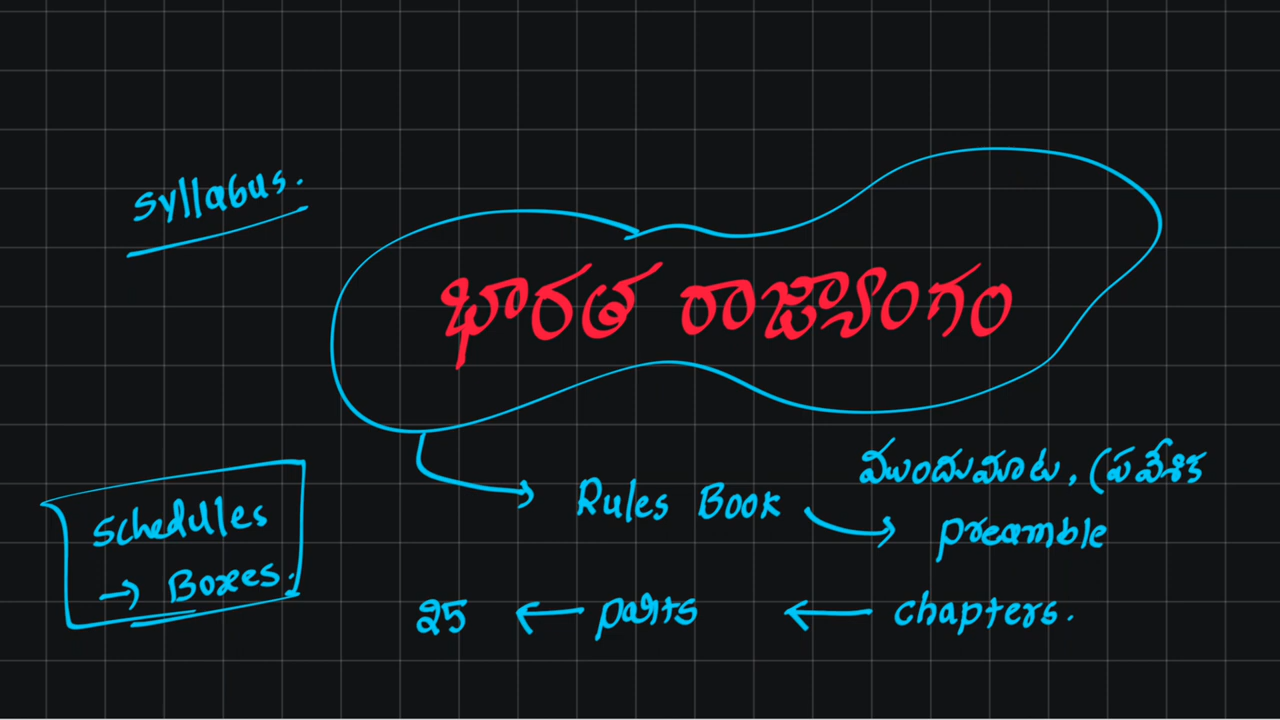 syllabus.
భారత రాజ్యాంగం
ముందుమాట, ప్రవేశిక
Rules Book
preamble
schedules
→ Boxes.
25 ← parts ← chapters.